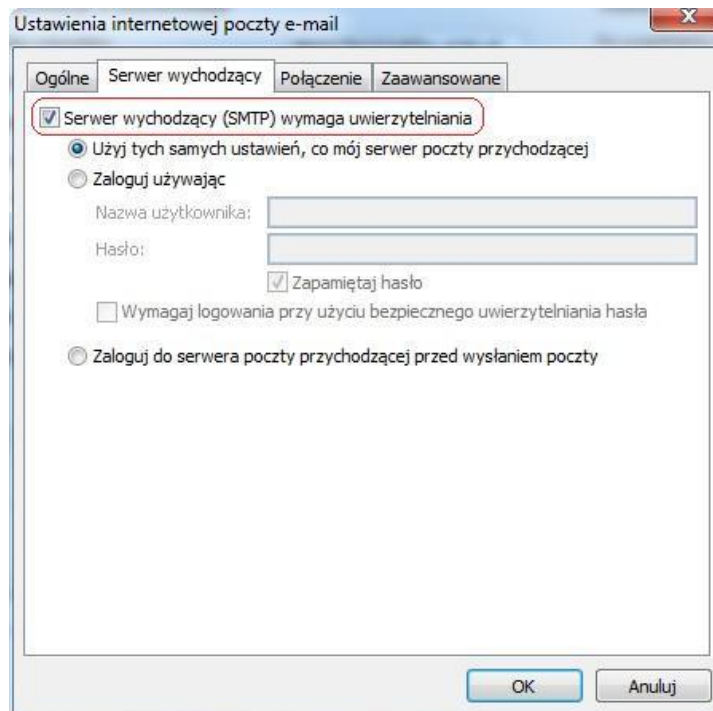 Ustawienia internetowej poczty e-mail
Ogólne Serwer wychodzący Połączenie Zaawansowane
Serwer wychodzący (SMTP) wymaga uwierzytelniania
Użyj tych samych ustawień, co mój serwer poczty przychodzącej
Zaloguj używając
Nazwa użytkownika:
Hasło:
Zapamiętaj hasło
Wymagaj logowania przy użyciu bezpiecznego uwierzytelniania hasła
Zaloguj do serwera poczty przychodzącej przed wysłaniem poczty
OK Anuluj